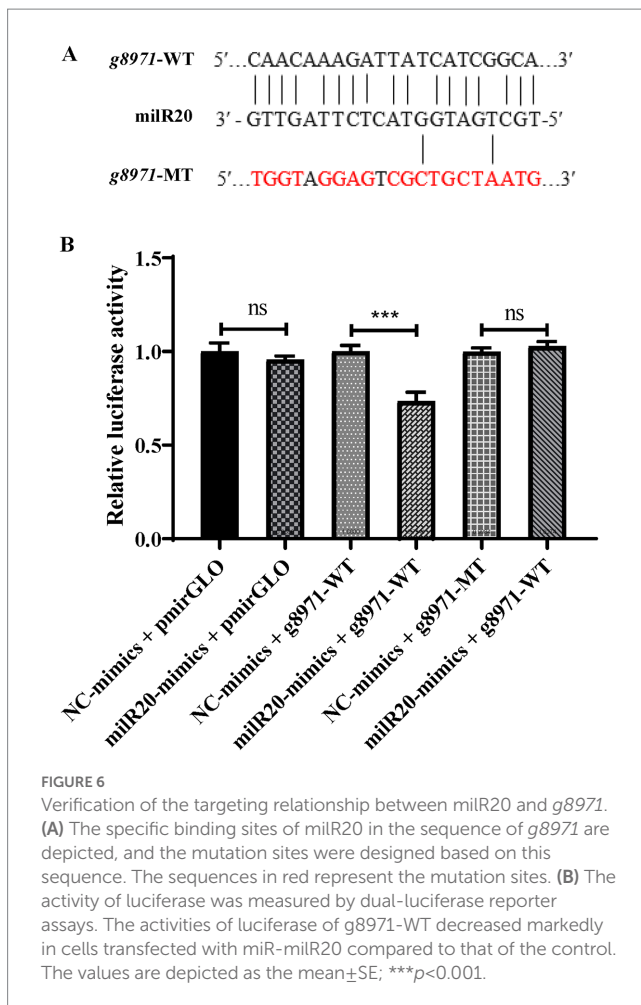 A
g8971-WT 5′...CAACAAAGATTATCATCGGCA...3′
milR20 3′-GTTGATTCTCATGGTAGTCGT-5′
g8971-MT 5′...TGGTAGGAGTCGCTGCTAATG...3′
B
Relative luciferase activity
1.5
1.0
0.5
0.0
ns
***
ns
NC-mimics + pmirGLO
milR20-mimics + pmirGLO
NC-mimics + g8971-WT
milR20-mimics + g8971-WT
NC-mimics + g8971-MT
milR20-mimics + g8971-WT
FIGURE 6
Verification of the targeting relationship between milR20 and g8971.
(A) The specific binding sites of milR20 in the sequence of g8971 are
depicted, and the mutation sites were designed based on this
sequence. The sequences in red represent the mutation sites. (B) The
activity of luciferase was measured by dual-luciferase reporter
assays. The activities of luciferase of g8971-WT decreased markedly
in cells transfected with miR-milR20 compared to that of the control.
The values are depicted as the mean±SE; ***p<0.001.